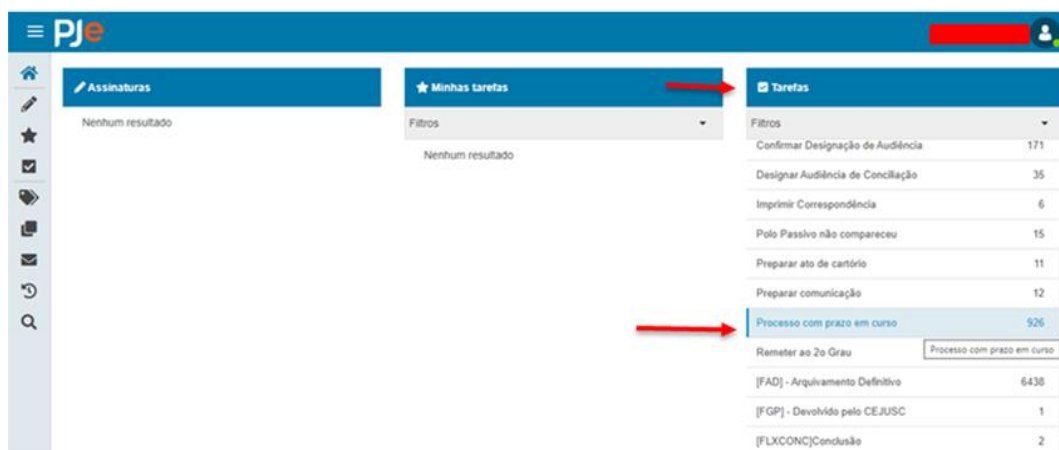 PJe
Assinaturas
Nenhum resultado
Minhas tarefas
Filtros
Nenhum resultado
Tarefas
Filtros
Confirmar Designação de Audiência 171
Designar Audiência de Conciliação 35
Imprimir Correspondência 6
Polo Passivo não compareceu 15
Preparar ato de cartório 11
Preparar comunicação 12
Processo com prazo em curso 926
Remeter ao 2o Grau
Processo com prazo em curso
[FAD] - Arquivamento Definitivo 6438
[FGP] - Devolvido pelo CEJUSC 1
[FLXCONC]Conclusão 2